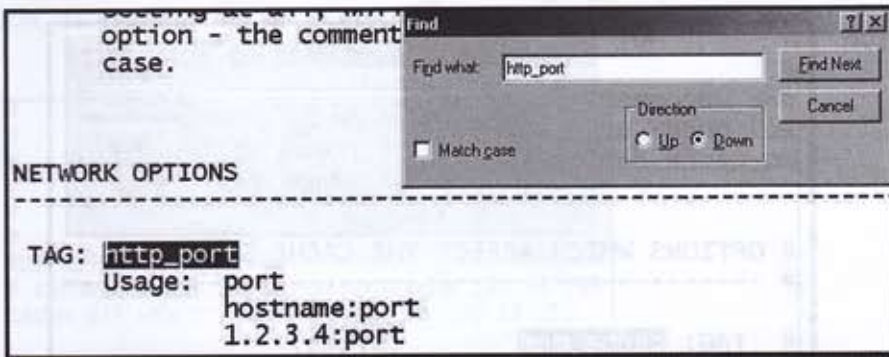 option - the comment
case.
NETWORK OPTIONS
TAG: http_port
Usage: port
hostname:port
1.2.3.4:port
Find
Find what: http_port
Find Next
Cancel
Direction
Up Down
Match case